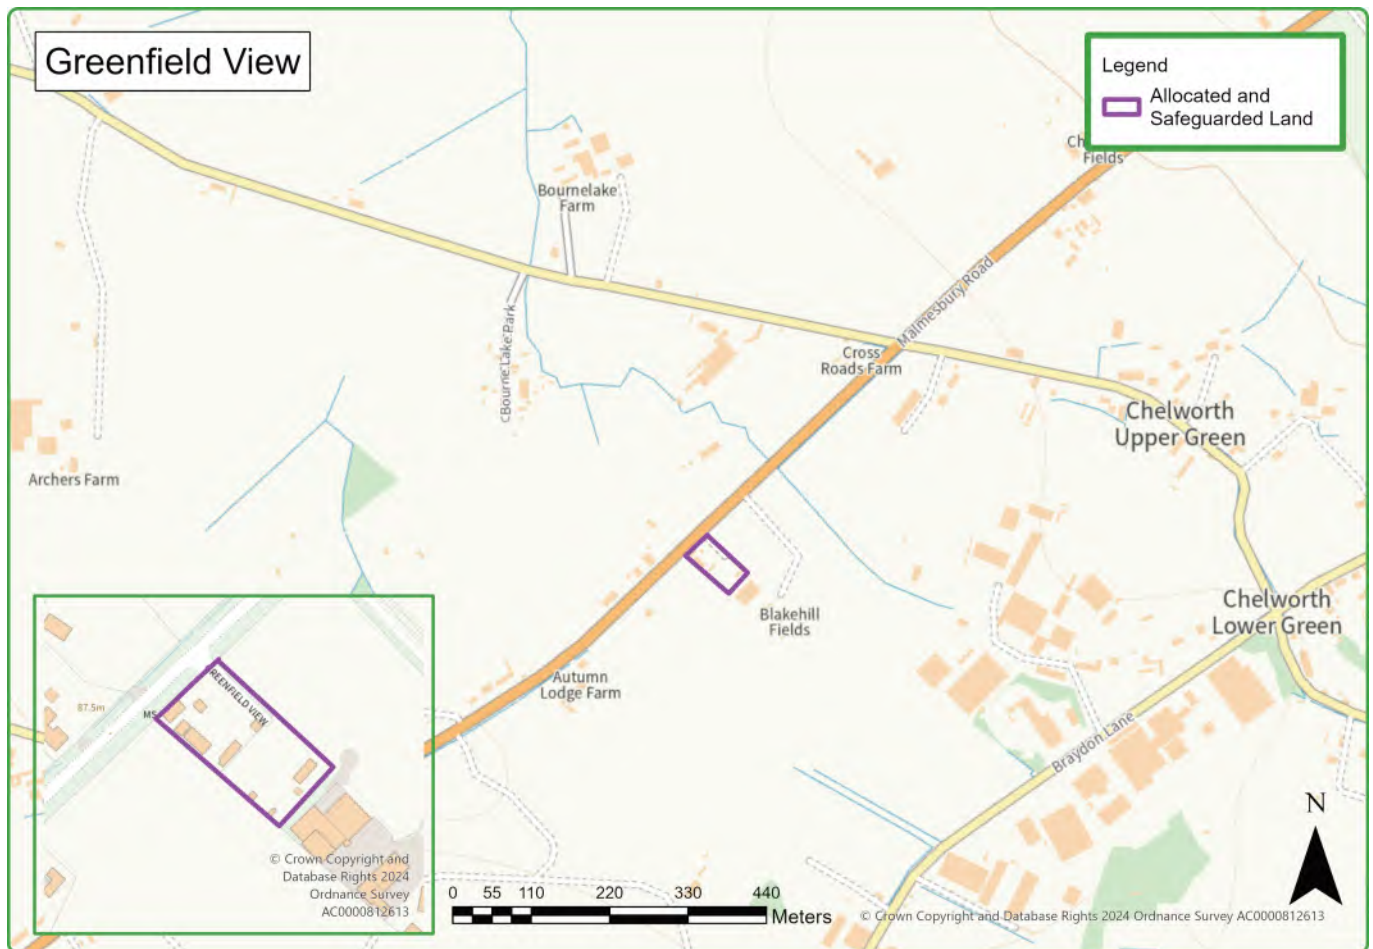 Greenfield View
Legend
Allocated and
Safeguarded Land
Fields
Bournelake
Farm
Malmesbury Road
Bourne Lake Park
Cross
Roads Farm
Chelworth
Upper Green
Archers Farm
Blakehill
Fields
Chelworth
Lower Green
Autumn
Lodge Farm
Braydon Lane
REENFIELD VIEW
87.5m
MS
© Crown Copyright and
Database Rights 2024
Ordnance Survey
AC0000812613
N
0 55 110 220 330 440
Meters
© Crown Copyright and Database Rights 2024 Ordnance Survey AC0000812613